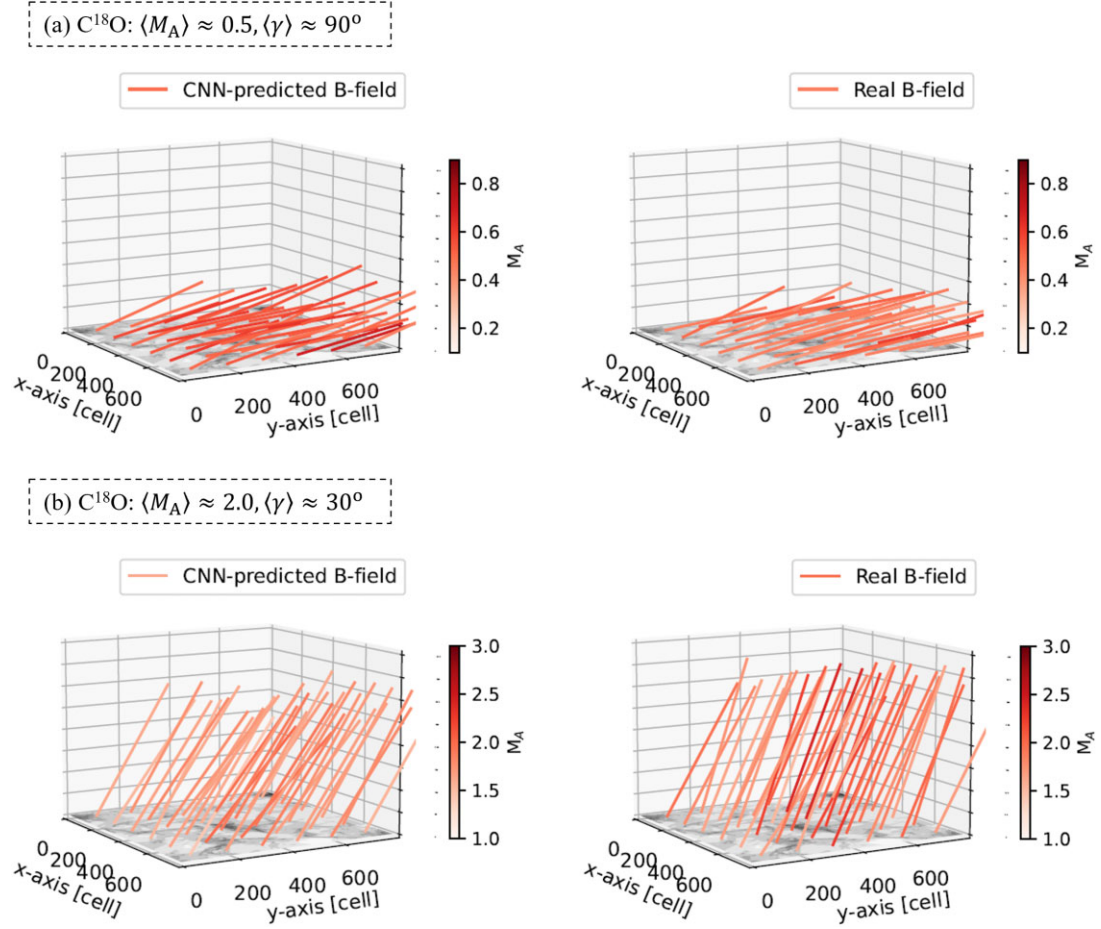 (a) C¹⁸O: ⟨M_A⟩ ≈ 0.5, ⟨γ⟩ ≈ 90°
CNN-predicted B-field
Real B-field
0.8
0.6
0.4
0.2
M_A
0
200
400
600
x-axis [cell]
0
200
400
600
y-axis [cell]
0.8
0.6
0.4
0.2
M_A
0
200
400
600
x-axis [cell]
0
200
400
600
y-axis [cell]
(b) C¹⁸O: ⟨M_A⟩ ≈ 2.0, ⟨γ⟩ ≈ 30°
CNN-predicted B-field
Real B-field
3.0
2.5
2.0
1.5
1.0
M_A
0
200
400
600
x-axis [cell]
0
200
400
600
y-axis [cell]
3.0
2.5
2.0
1.5
1.0
M_A
0
200
400
600
x-axis [cell]
0
200
400
600
y-axis [cell]